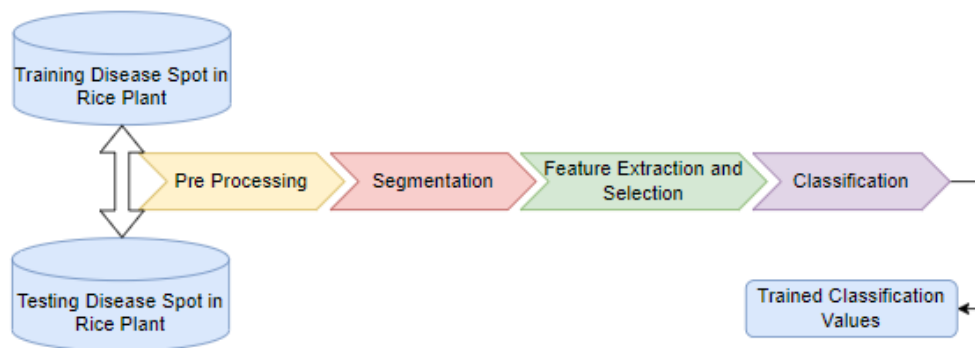 Training Disease Spot in
Rice Plant
Pre Processing
Segmentation
Feature Extraction and
Selection
Classification
Testing Disease Spot in
Rice Plant
Trained Classification
Values